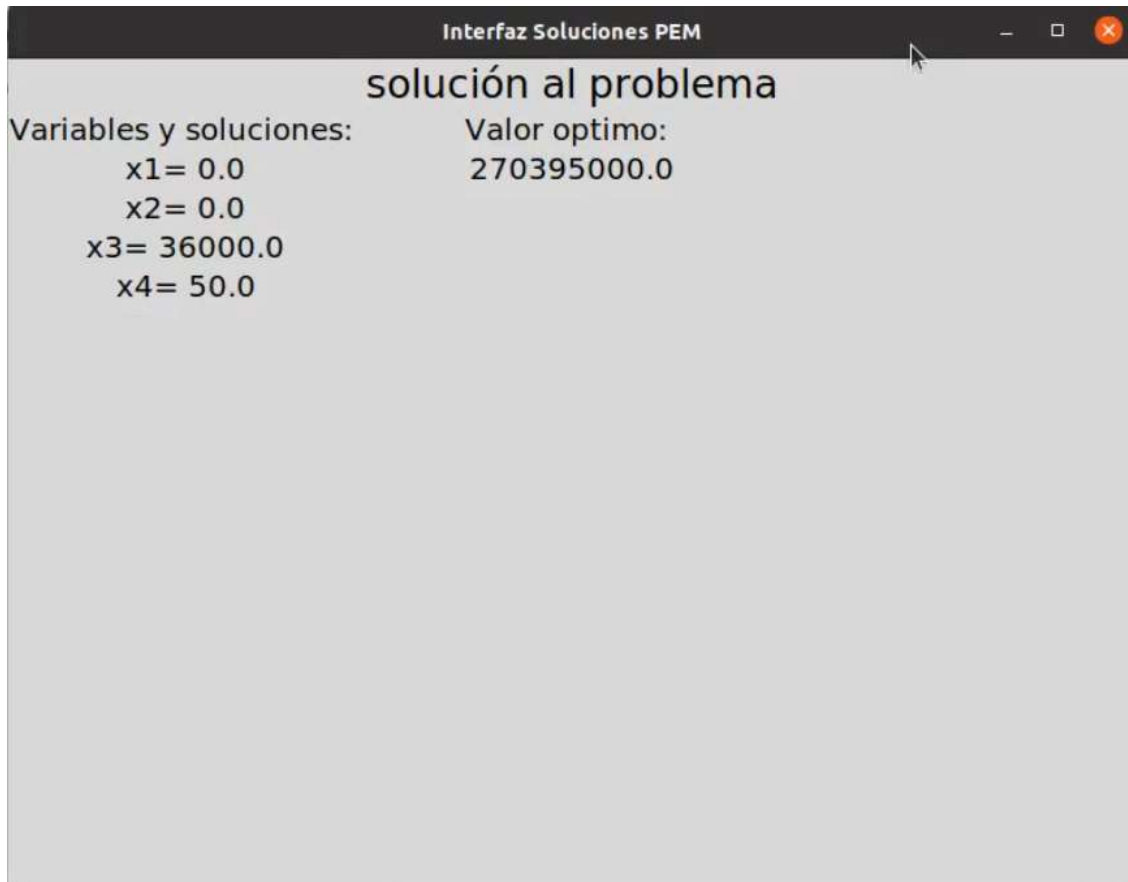 Interfaz Soluciones PEM
solución al problema
Variables y soluciones:
x1= 0.0
x2= 0.0
x3= 36000.0
x4= 50.0
Valor optimo:
270395000.0